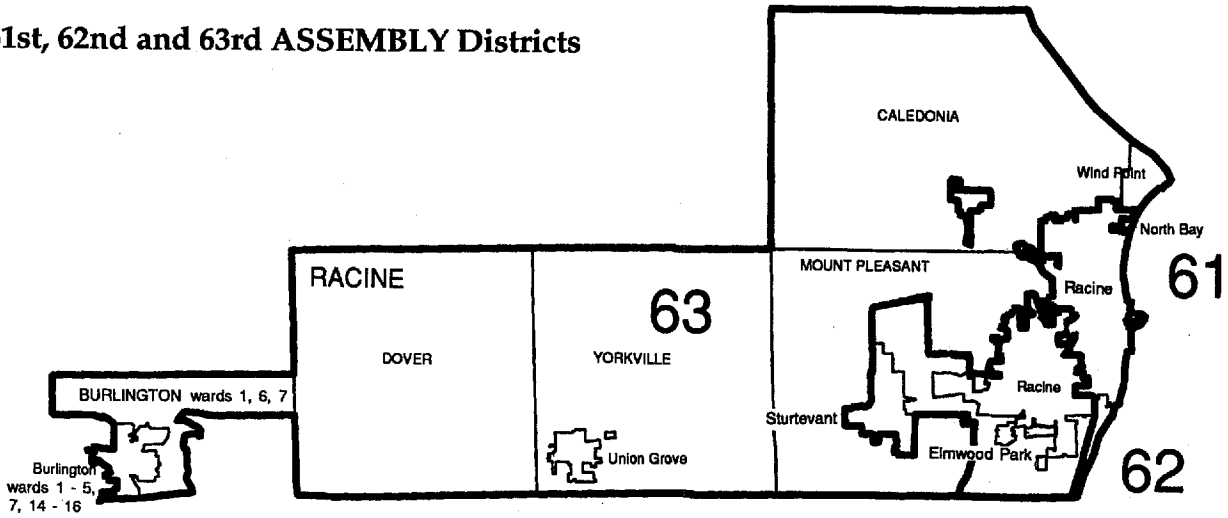 1st, 62nd and 63rd ASSEMBLY Districts
CALEDONIA
Wind Point
North Bay
61
RACINE
MOUNT PLEASANT
Racine
63
DOVER
YORKVILLE
BURLINGTON wards 1, 6, 7
Racine
Sturtevant
Burlington
wards 1 - 5,
7, 14 - 16
Union Grove
Elmwood Park
62